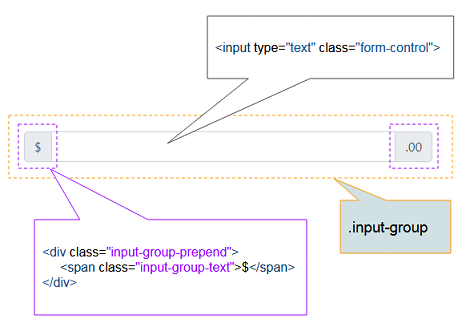 <input type="text" class="form-control">
$
.00
.input-group
<div class="input-group-prepend">
<span class="input-group-text">$</span>
</div>